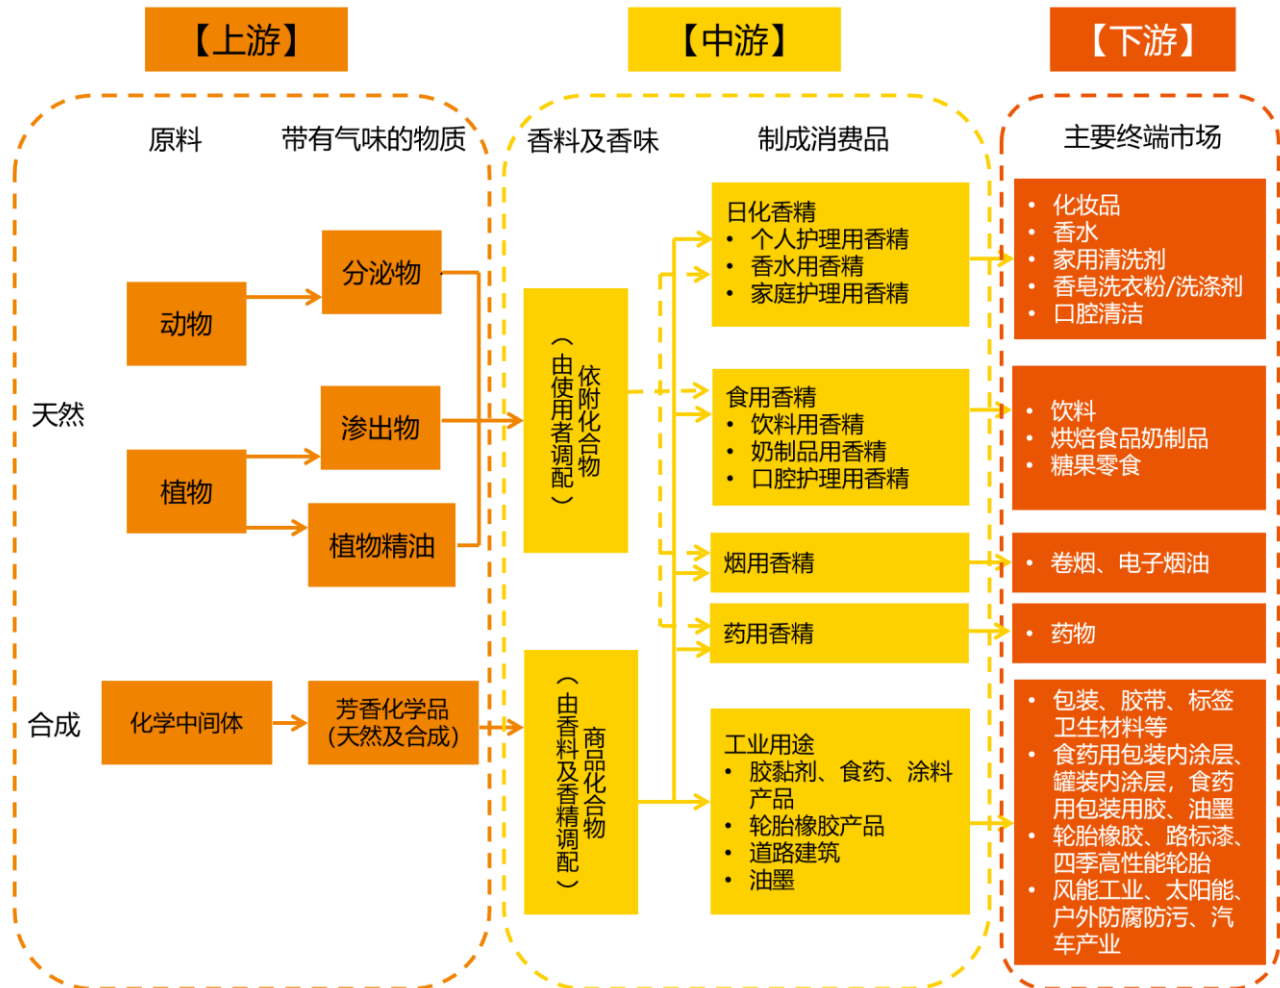 【上游】
【中游】
【下游】
原料
带有气味的物质
香料及香味
制成消费品
主要终端市场
天然
动物
植物
分泌物
渗出物
植物精油
合成
化学中间体
芳香化学品
(天然及合成)
依附化合物
（由使用者调配）
商品化合物
（由香料及香精调配）
日化香精
• 个人护理用香精
• 香水用香精
• 家庭护理用香精
食用香精
• 饮料用香精
• 奶制品用香精
• 口腔护理用香精
烟用香精
药用香精
工业用途
• 胶黏剂、食药、涂料
产品
• 轮胎橡胶产品
• 道路建筑
• 油墨
• 化妆品
• 香水
• 家用清洗剂
• 香皂洗衣粉/洗涤剂
• 口腔清洁
• 饮料
• 烘焙食品奶制品
• 糖果零食
• 卷烟、电子烟油
• 药物
• 包装、胶带、标签
卫生材料等
• 食药用包装内涂层、
罐装内涂层，食药
用包装用胶、油墨
• 轮胎橡胶、路标漆、
四季高性能轮胎
• 风能工业、太阳能、
户外防腐防污、汽
车产业